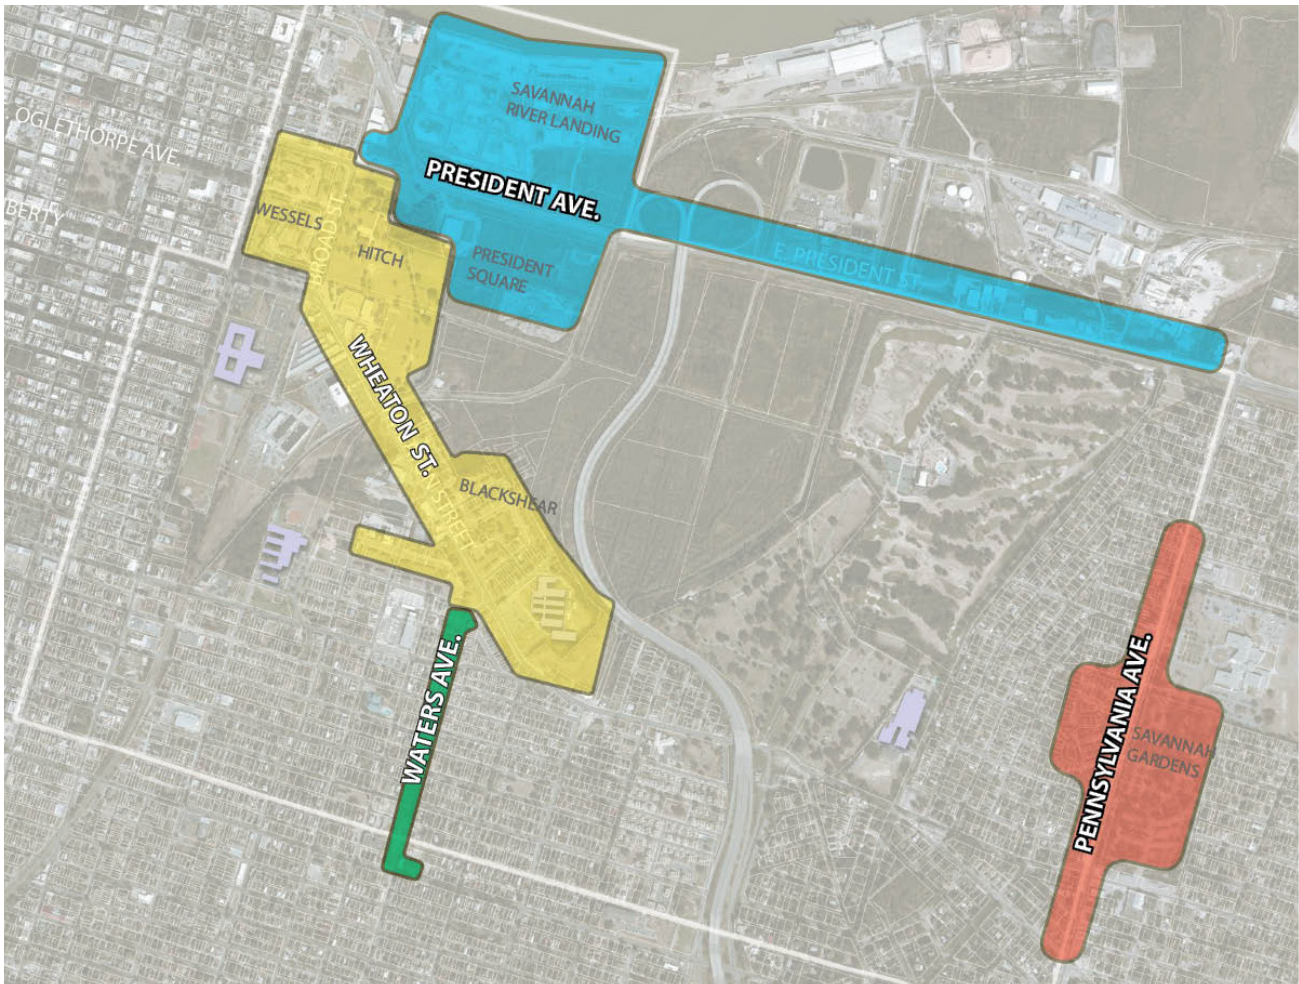 OGLETHORPE AVE.
SAVANNAH
RIVER LANDING
PRESIDENT AVE.
WESSELS
BROAD ST.
HITCH
PRESIDENT
SQUARE
E. PRESIDENT ST.
WHEATON ST.
BLACKSHEAR
STREET
WATERS AVE.
PENNSYLVANIA AVE.
SAVANNAH
GARDENS